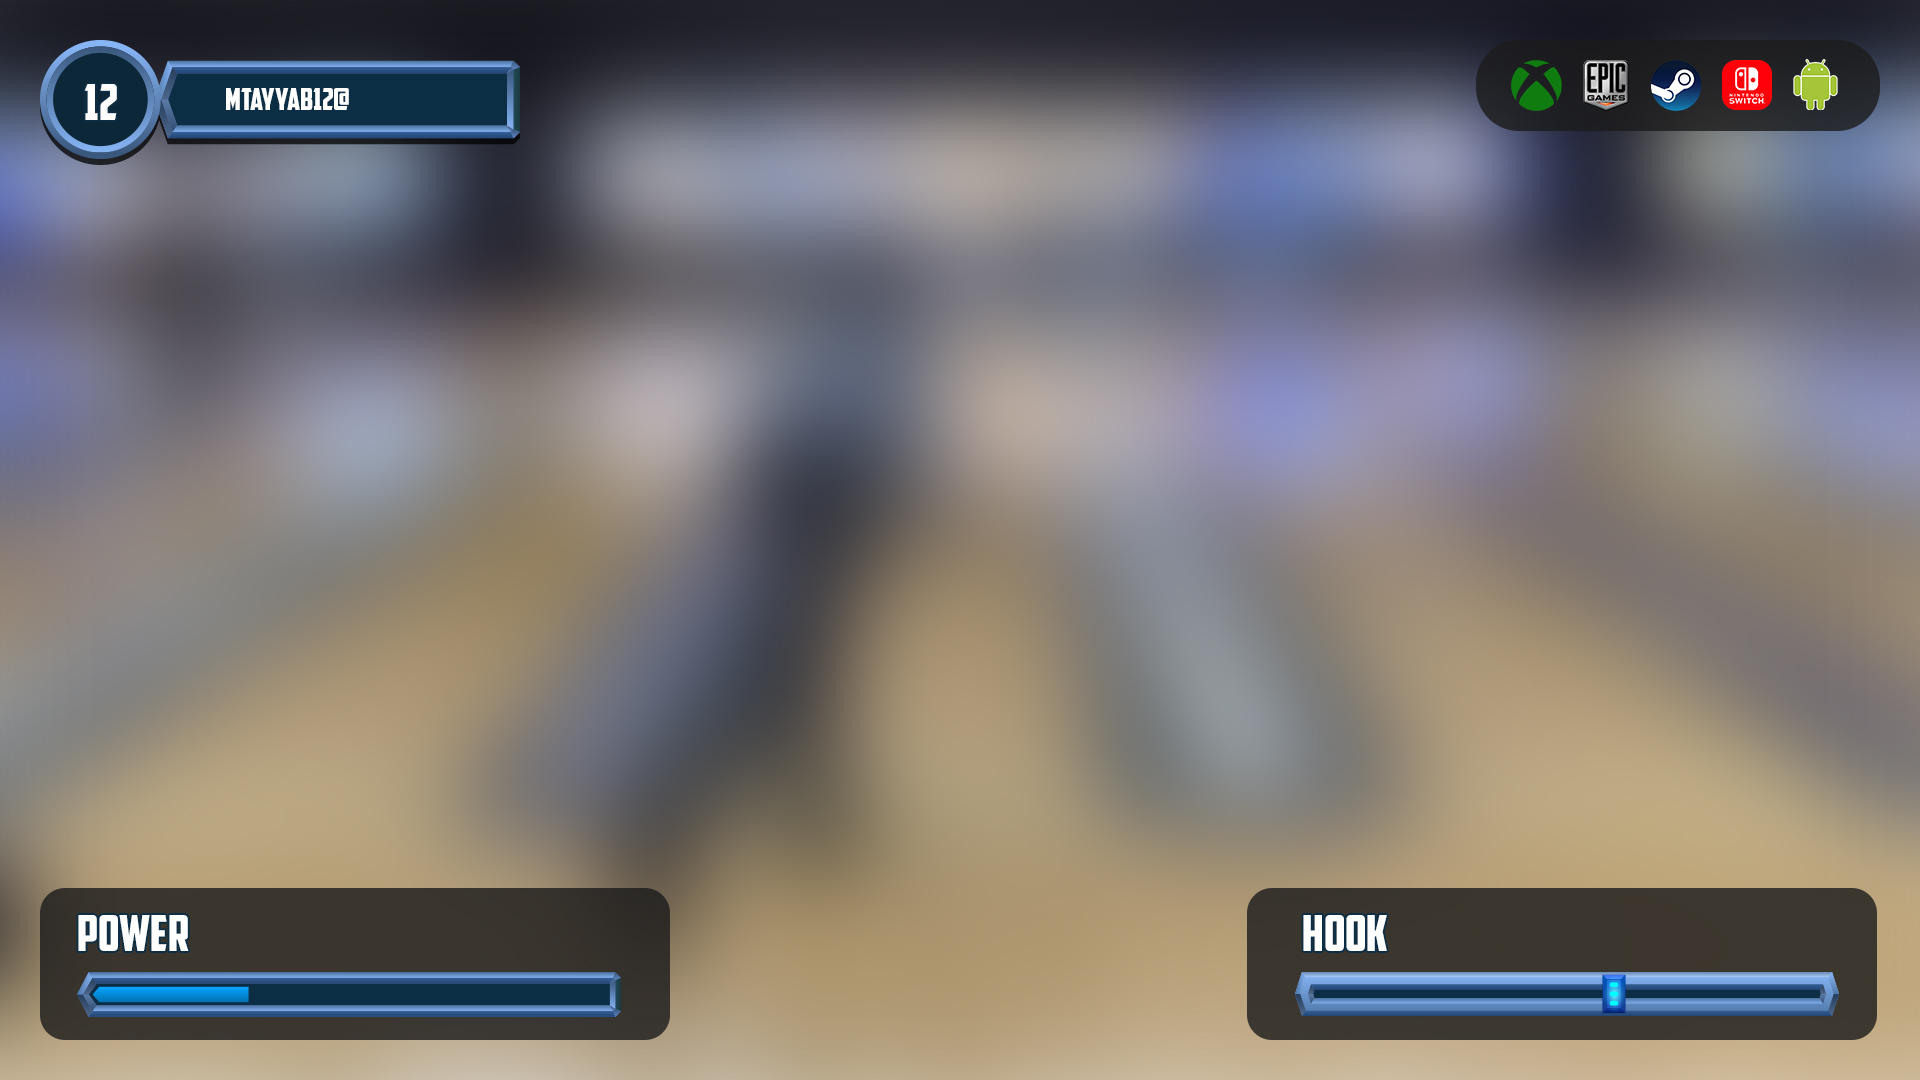 12
MTAYYAB12@
EPIC
GAMES
NINTENDO
SWITCH
POWER
HOOK